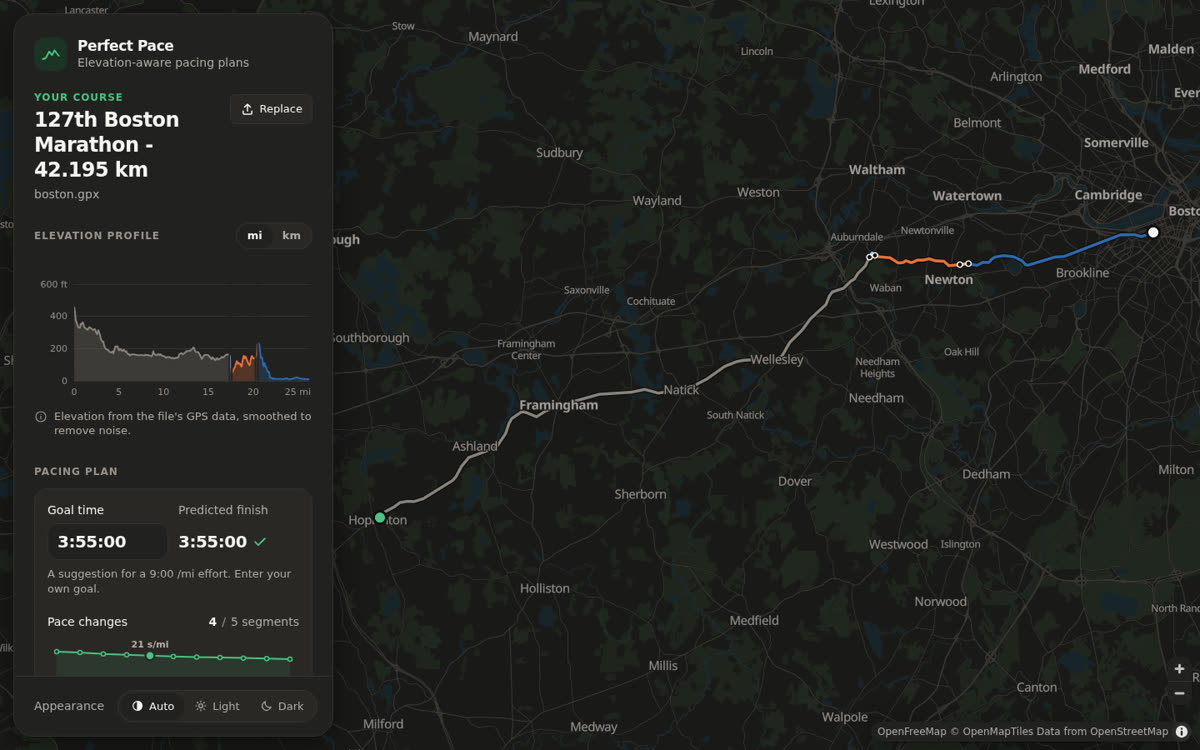 Perfect Pace
Elevation-aware pacing plans
YOUR COURSE
127th Boston
Marathon -
42.195 km
Replace
boston.gpx
ELEVATION PROFILE
mi km
600 ft
400
200
0
0 5 10 15 20 25 mi
Elevation from the file's GPS data, smoothed to
remove noise.
PACING PLAN
Goal time Predicted finish
3:55:00 3:55:00
A suggestion for a 9:00 /mi effort. Enter your
own goal.
Pace changes 4 / 5 segments
21 s/mi
Appearance Auto Light Dark
Lancaster
Stow
Maynard
Lexington
Lincoln
Malden
Medford
Arlington
Belmont
Somerville
Sudbury
Waltham
Weston
Wayland
Watertown
Cambridge
Auburndale
Newtonville
Newton
Waban
Brookline
Saxonville
Cochituate
Southborough
Framingham
Center
Wellesley
Needham
Heights
Oak Hill
Natick
Needham
Framingham
South Natick
Ashland
Sherborn
Dover
Dedham
Milton
Westwood
Islington
Holliston
Norwood
Medfield
Millis
Canton
Walpole
Milford
Medway
+
−
OpenFreeMap © OpenMapTiles Data from OpenStreetMap